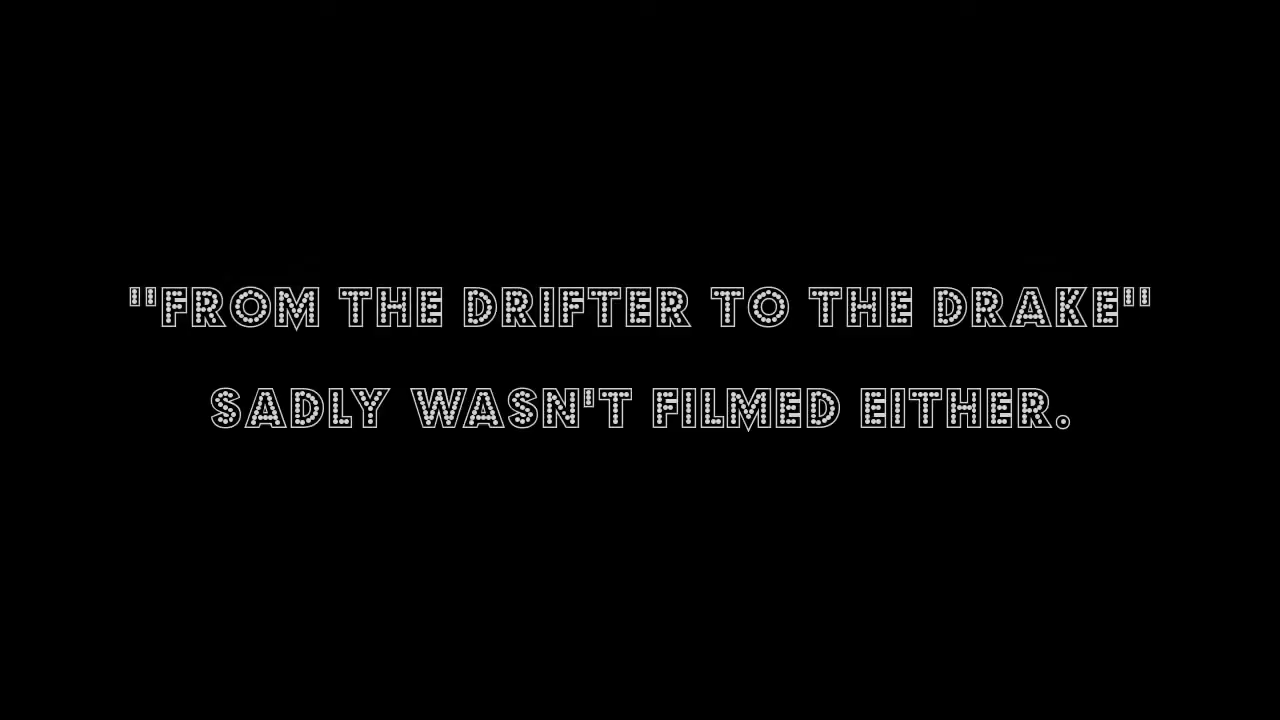 "FROM THE DRIFTER TO THE DRAKE"
SADLY WASN'T FILMED EITHER.